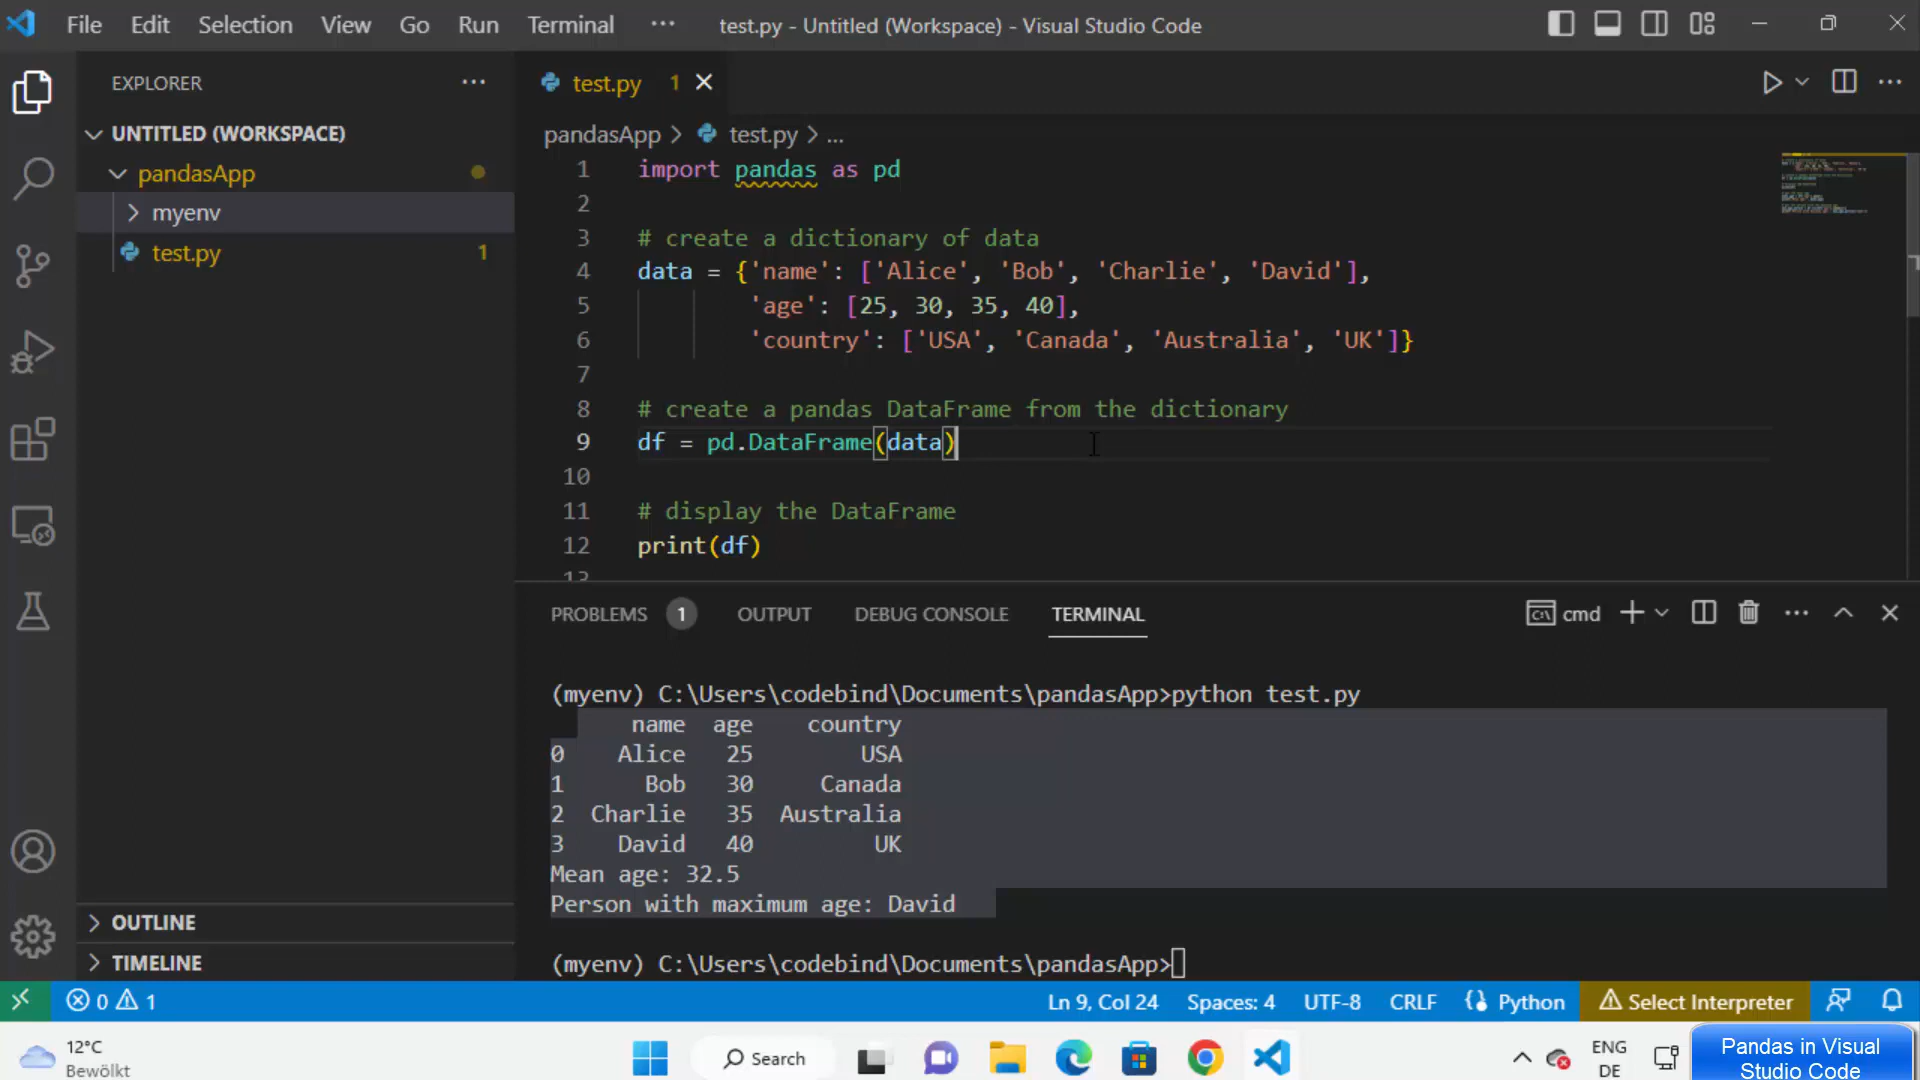 File Edit Selection View Go Run Terminal ··· test.py - Untitled (Workspace) - Visual Studio Code
EXPLORER ···
test.py 1
UNTITLED (WORKSPACE)
pandasApp
myenv
test.py 1
OUTLINE
TIMELINE
pandasApp > test.py > ...
1 import pandas as pd
2
3 # create a dictionary of data
4 data = {'name': ['Alice', 'Bob', 'Charlie', 'David'],
5 'age': [25, 30, 35, 40],
6 'country': ['USA', 'Canada', 'Australia', 'UK']}
7
8 # create a pandas DataFrame from the dictionary
9 df = pd.DataFrame(data)
10
11 # display the DataFrame
12 print(df)
13
PROBLEMS 1 OUTPUT DEBUG CONSOLE TERMINAL cmd
(myenv) C:\Users\codebind\Documents\pandasApp>python test.py
name age country
0 Alice 25 USA
1 Bob 30 Canada
2 Charlie 35 Australia
3 David 40 UK
Mean age: 32.5
Person with maximum age: David
(myenv) C:\Users\codebind\Documents\pandasApp>
0 1 Ln 9, Col 24 Spaces: 4 UTF-8 CRLF Python Select Interpreter
12°C
Bewölkt
Search
ENG
DE
Pandas in Visual
Studio Code